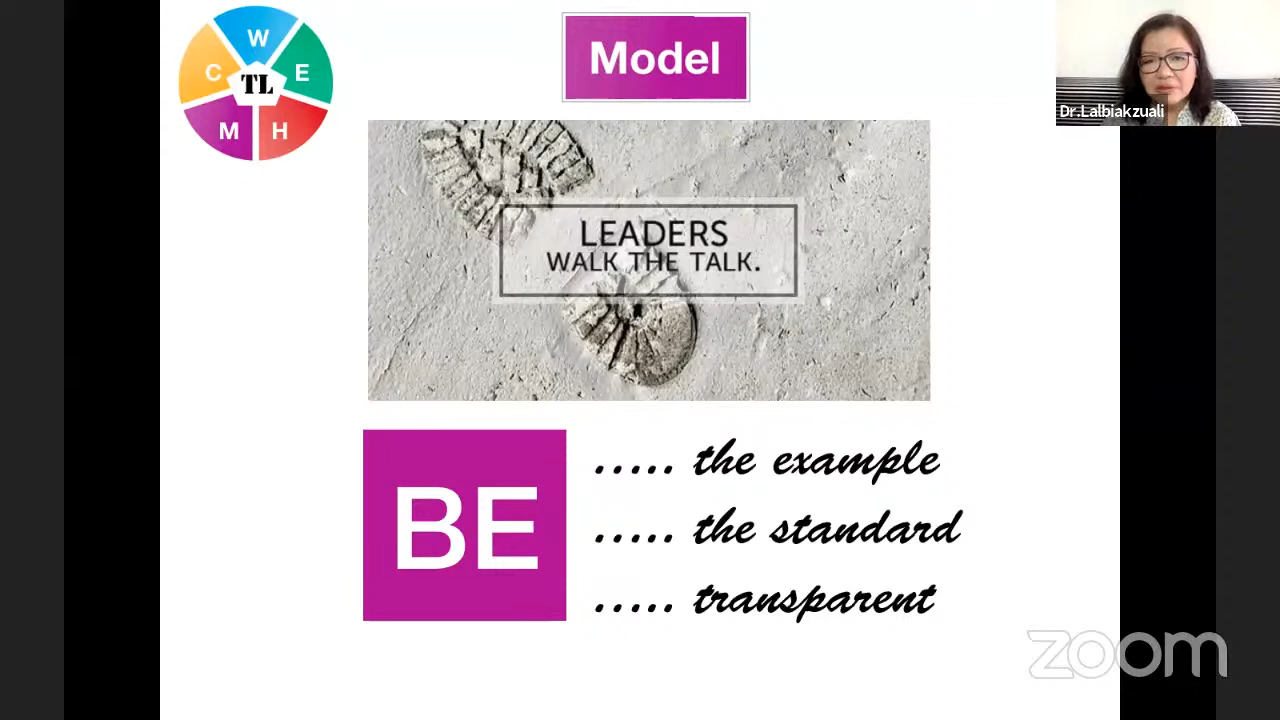 W
C
E
TL
M
H
Model
Dr.Lalbiakzuali
LEADERS
WALK THE TALK.
BE
..... the example
..... the standard
..... transparent
zoom